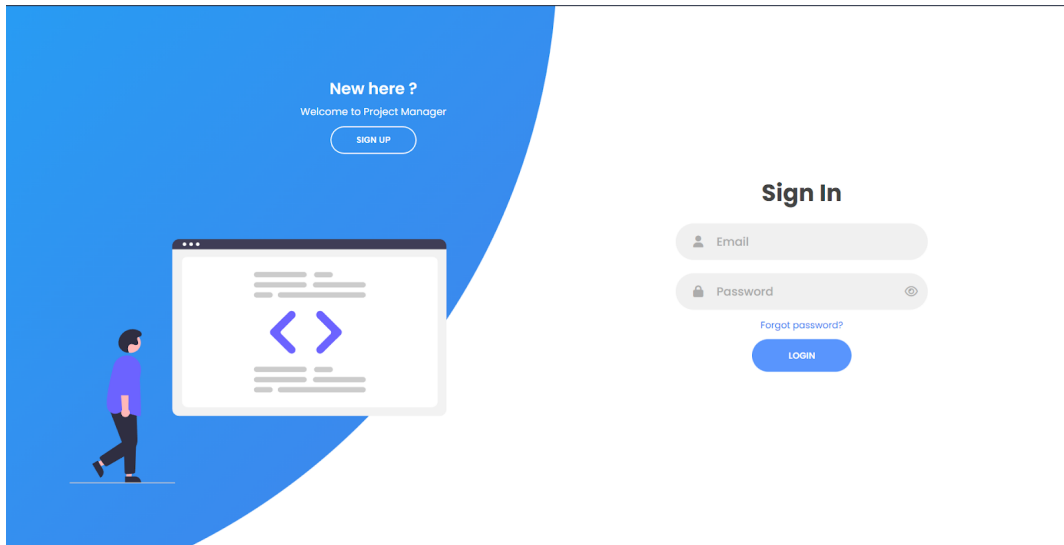 New here ?
Welcome to Project Manager
SIGN UP
Sign In
Email
Password
Forgot password?
LOGIN